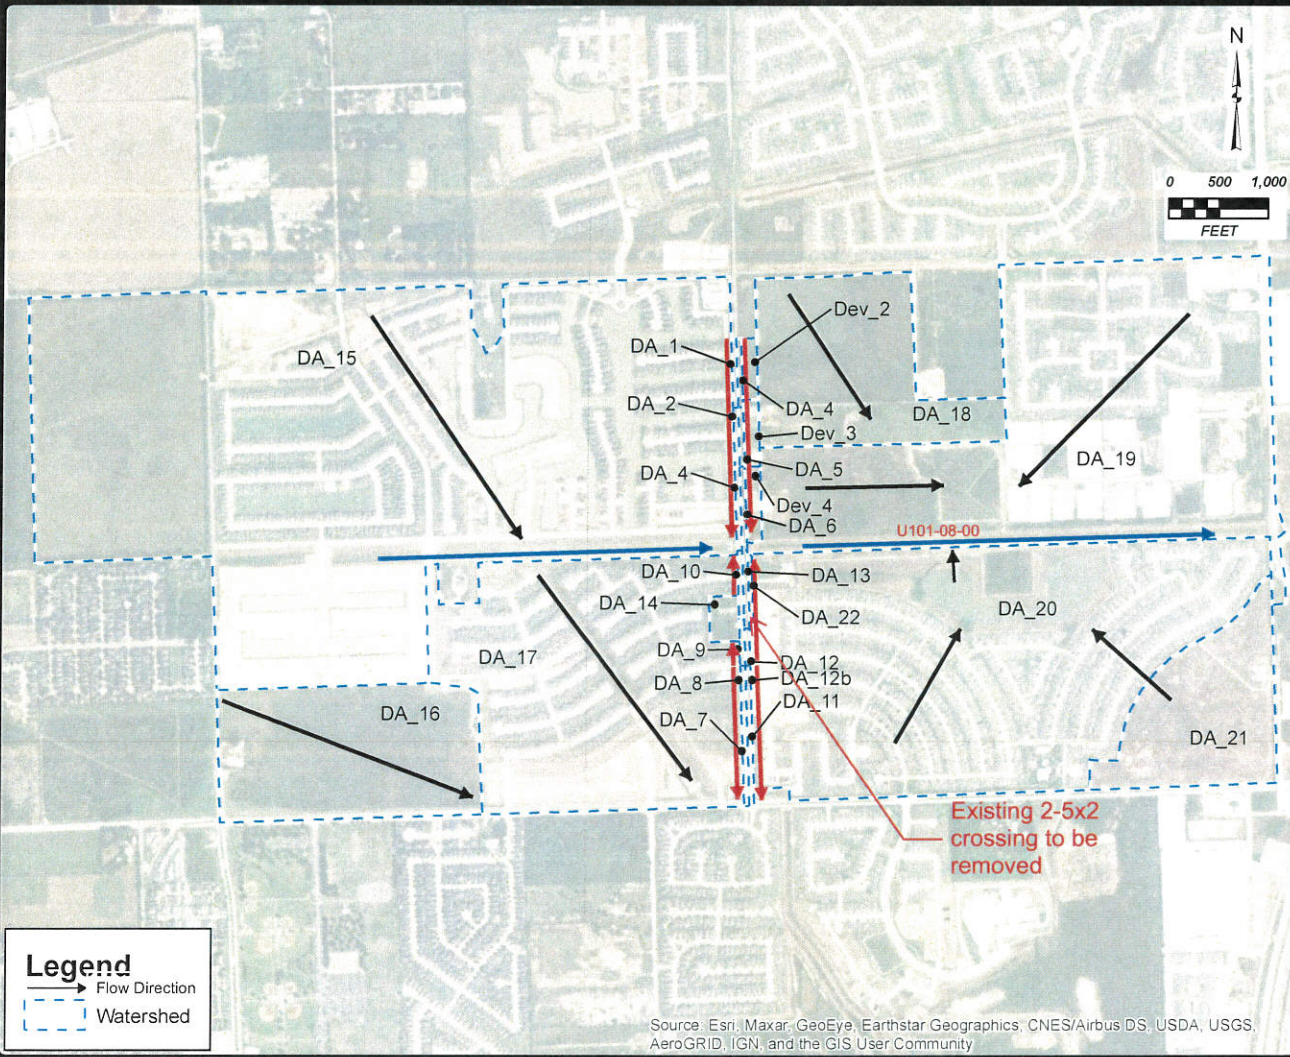 N
0 500 1,000
FEET
Dev_2
DA_1
DA_15
DA_2
DA_4
DA_18
Dev_3
DA_19
DA_4
DA_5
Dev_4
DA_6
U101-08-00
DA_10
DA_13
DA_14
DA_22
DA_20
DA_9
DA_17
DA_12
DA_8
DA_12b
DA_11
DA_16
DA_7
DA_21
Existing 2-5x2
crossing to be
removed
Legend
Flow Direction
Watershed
Source: Esri, Maxar, GeoEye, Earthstar Geographics, CNES/Airbus DS, USDA, USGS,
AeroGRID, IGN, and the GIS User Community